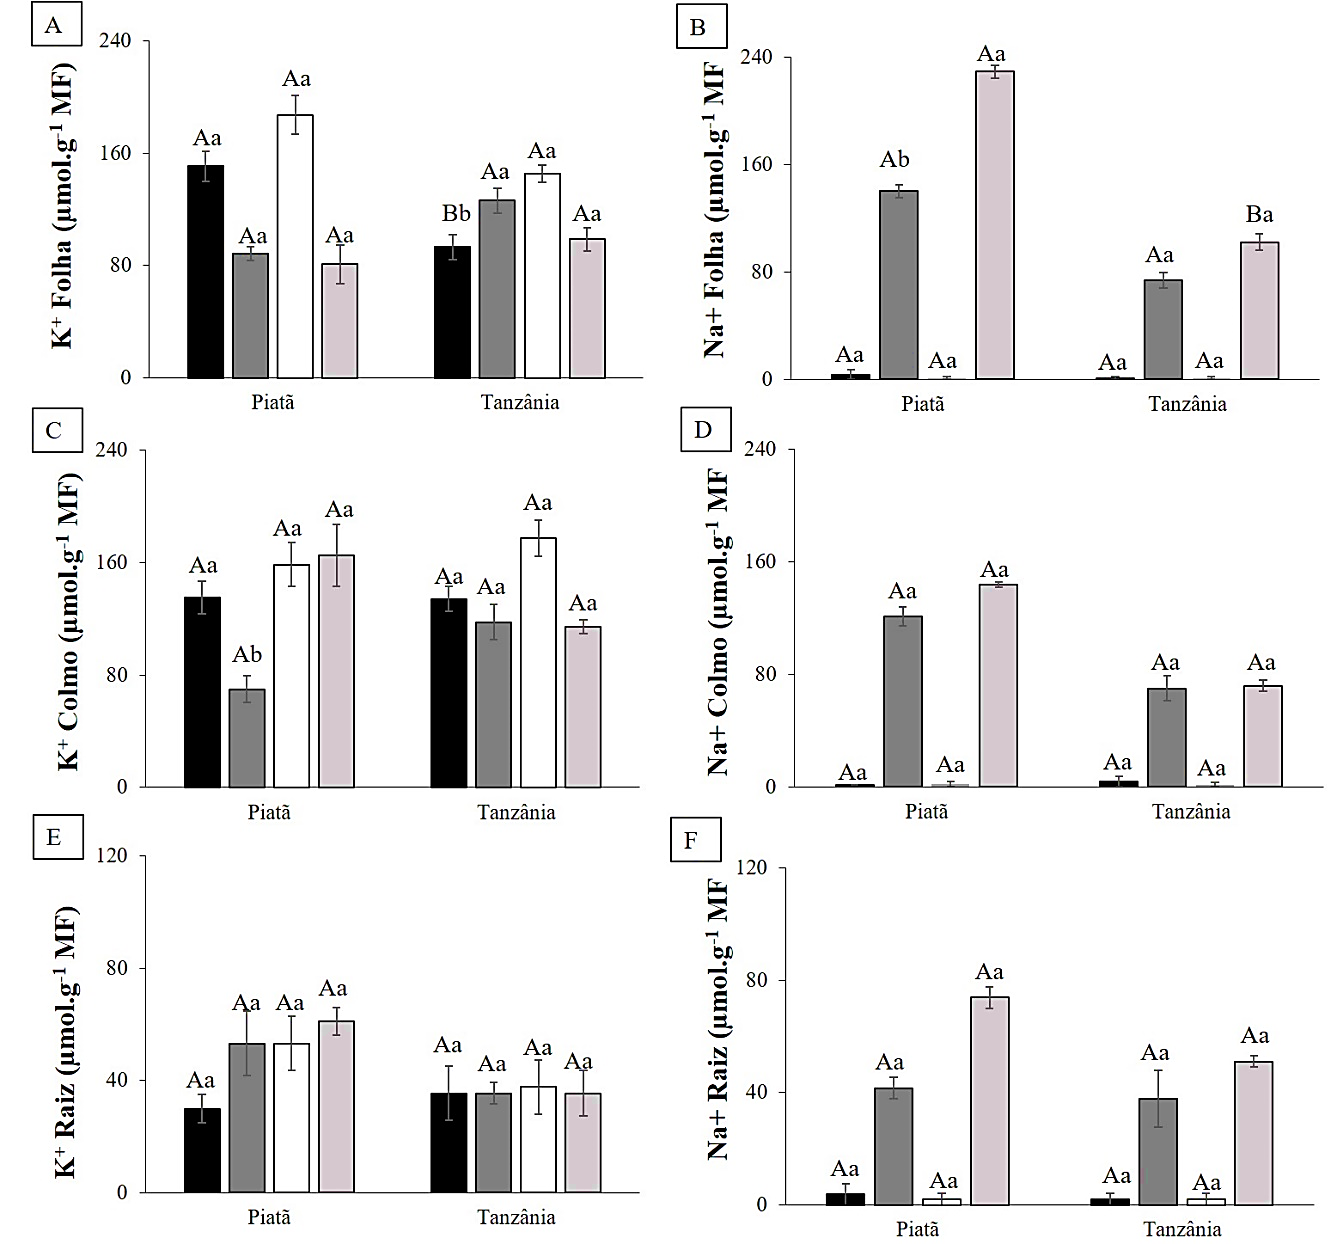 A
K⁺ Folha (µmol.g⁻¹ MF)
240
160
80
0
Aa
Aa
Aa
Aa
Bb
Aa
Aa
Aa
Piatã
Tanzânia
B
Na+ Folha (µmol.g⁻¹ MF
240
160
80
0
Aa
Ab
Aa
Aa
Aa
Aa
Aa
Ba
Piatã
Tanzânia
C
K⁺ Colmo (µmol.g⁻¹ MF)
240
160
80
0
Aa
Ab
Aa
Aa
Aa
Aa
Aa
Aa
Piatã
Tanzânia
D
Na+ Colmo (µmol.g⁻¹ MF
240
160
80
0
Aa
Aa
Aa
Aa
Aa
Aa
Aa
Aa
Piatã
Tanzânia
E
K⁺ Raiz (µmol.g⁻¹ MF)
120
80
40
0
Aa
Aa
Aa
Aa
Aa
Aa
Aa
Aa
Piatã
Tanzânia
F
Na+ Raiz (µmol.g⁻¹ MF
120
80
40
0
Aa
Aa
Aa
Aa
Aa
Aa
Aa
Aa
Piatã
Tanzânia